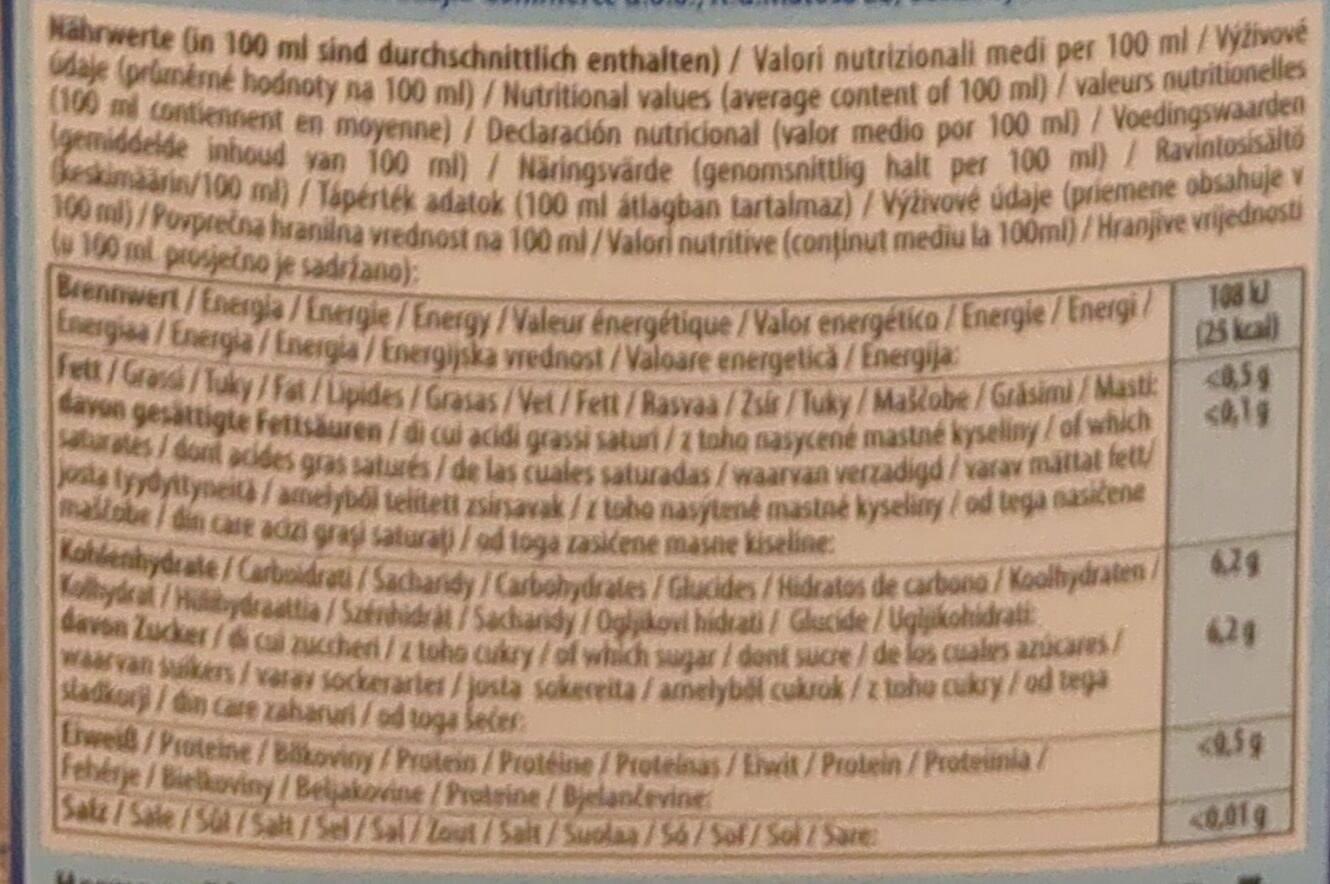 Nährwerte (in 100 ml sind durchschnittlich enthalten) / Valori nutrizionali medi per 100 ml / Výživové
údaje (průměrné hodnoty na 100 ml) / Nutritional values (average content of 100 ml) / valeurs nutritionelles
(100 ml contiennent en moyenne) / Declaración nutricional (valor medio por 100 ml) / Voedingswaarden
(gemiddelde inhoud van 100 ml) / Näringsvärde (genomsnittlig halt per 100 ml) / Ravintosisältö
(keskimäärin/100 ml) / Tápérték adatok (100 ml átlagban tartalmaz) / Výživové údaje (priemene obsahuje v
100 ml) / Povprečna hranilna vrednost na 100 ml / Valori nutritive (conținut mediu la 100ml) / Hranjive vrijednosti
(u 100 ml prosječno je sadržano):
Brennwert / Energia / Energie / Energy / Valeur énergétique / Valor energético / Energie / Energi / 108 kJ
Energiaa / Energia / Energia / Energijska vrednost / Valoare energetică / Energija: (25 kcal)
Fett / Grassi / Tuky / Fat / Lipides / Grasas / Vet / Fett / Rasvaa / Zsír / Tuky / Maščobe / Grăsimi / Masti: <0,5 g
davon gesättigte Fettsäuren / di cui acidi grassi saturi / z toho nasycené mastné kyseliny / of which <0,1 g
saturates / dont acides gras saturés / de las cuales saturadas / waarvan verzadigd / varav mättat fett/
josta tyydyttyneitä / amelyből telített zsírsavak / z toho nasýtené mastné kyseliny / od tega nasičene
maščobe / din care acizi grași saturați / od toga zasićene masne kiseline:
Kohlenhydrate / Carboidrati / Sacharidy / Carbohydrates / Glucides / Hidratos de carbono / Koolhydraten / 6,2 g
Kolhydrat / Hiilihydraattia / Szénhidrát / Sacharidy / Ogljikovi hidrati / Glucide / Ugljikohidrati:
davon Zucker / di cui zuccheri / z toho cukry / of which sugar / dont sucre / de los cuales azúcares / 6,2 g
waarvan suikers / varav sockerarter / josta sokereita / amelyből cukrok / z toho cukry / od tega
sladkorji / din care zaharuri / od toga šećer:
Eiweiß / Proteine / Bílkoviny / Protein / Protéine / Proteínas / Eiwit / Protein / Proteiinia / <0,5 g
Fehérje / Bielkoviny / Beljakovine / Proteine / Bjelančevine:
Salz / Sale / Sůl / Salt / Sel / Sal / Zout / Salt / Suolaa / Só / Soľ / Sol / Sare: <0,01 g